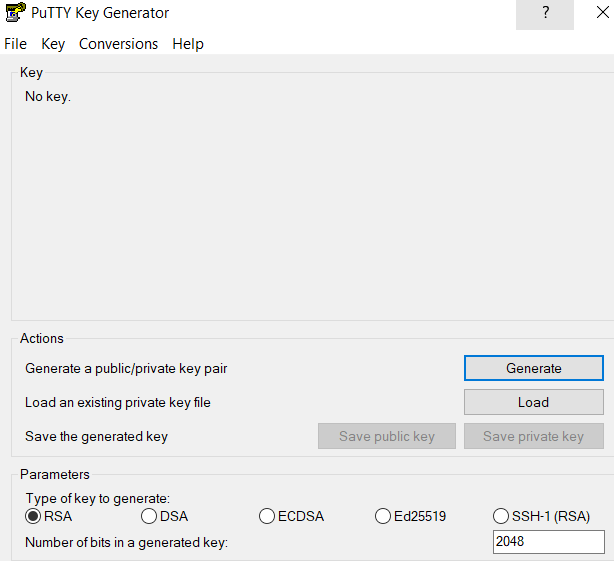 PuTTY Key Generator ?
File Key Conversions Help
Key
No key.
Actions
Generate a public/private key pair Generate
Load an existing private key file Load
Save the generated key Save public key Save private key
Parameters
Type of key to generate:
RSA DSA ECDSA Ed25519 SSH-1 (RSA)
Number of bits in a generated key: 2048